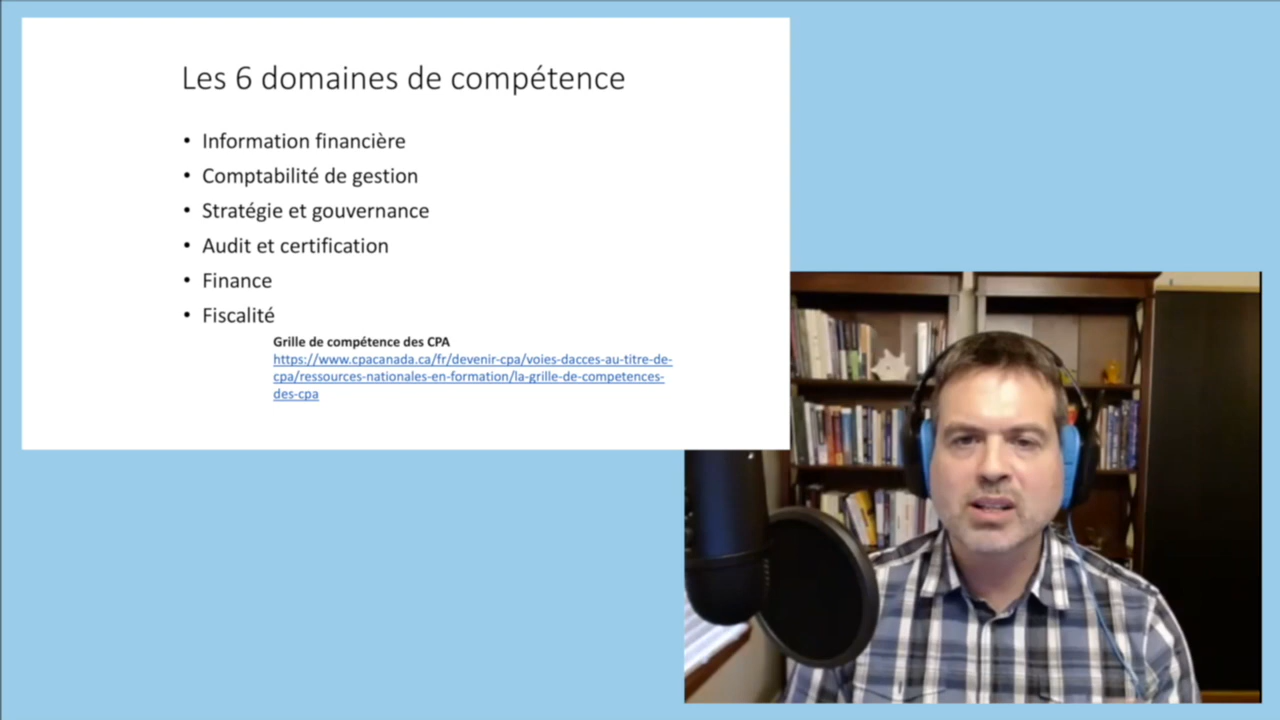 Les 6 domaines de compétence
• Information financière
• Comptabilité de gestion
• Stratégie et gouvernance
• Audit et certification
• Finance
• Fiscalité
Grille de compétence des CPA
https://www.cpacanada.ca/fr/devenir-cpa/voies-dacces-au-titre-de-
cpa/ressources-nationales-en-formation/la-grille-de-competences-
des-cpa